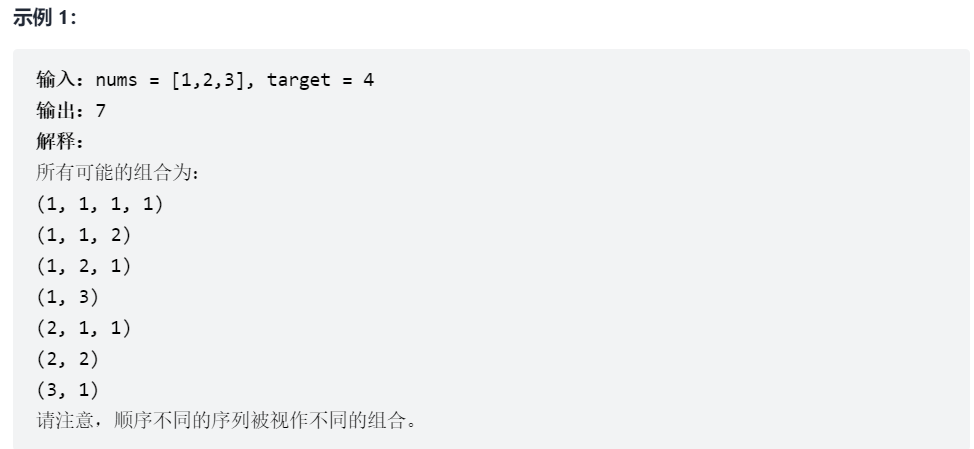 示例 1：
输入：nums = [1,2,3], target = 4
输出：7
解释：
所有可能的组合为：
(1, 1, 1, 1)
(1, 1, 2)
(1, 2, 1)
(1, 3)
(2, 1, 1)
(2, 2)
(3, 1)
请注意，顺序不同的序列被视作不同的组合。